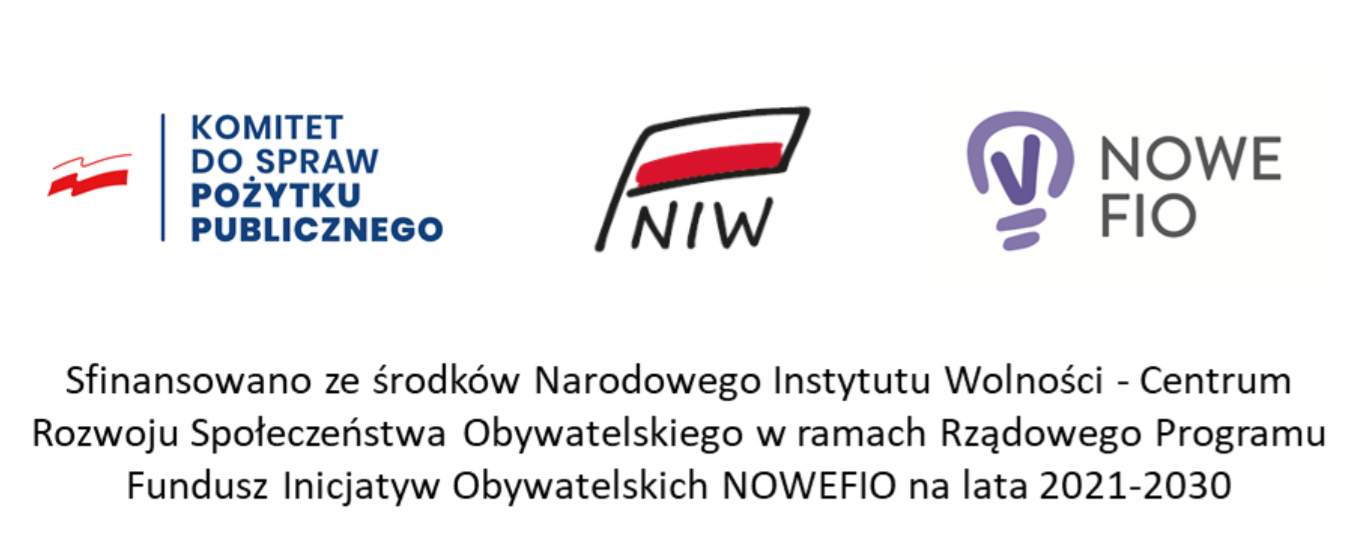 KOMITET
DO SPRAW
POŻYTKU
PUBLICZNEGO
NIW
NOWE
FIO
Sfinansowano ze środków Narodowego Instytutu Wolności - Centrum
Rozwoju Społeczeństwa Obywatelskiego w ramach Rządowego Programu
Fundusz Inicjatyw Obywatelskich NOWEFIO na lata 2021-2030